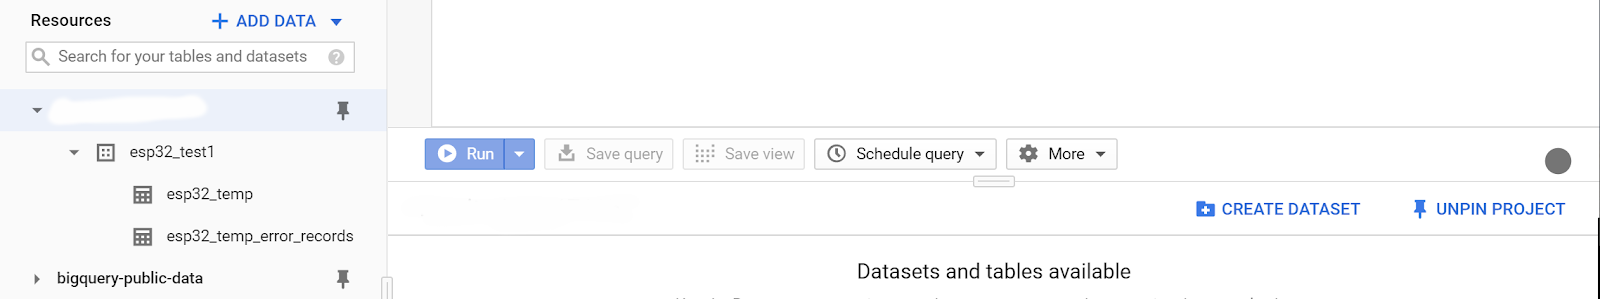 Resources
ADD DATA
Search for your tables and datasets
esp32_test1
esp32_temp
esp32_temp_error_records
bigquery-public-data
Run
Save query
Save view
Schedule query
More
CREATE DATASET
UNPIN PROJECT
Datasets and tables available